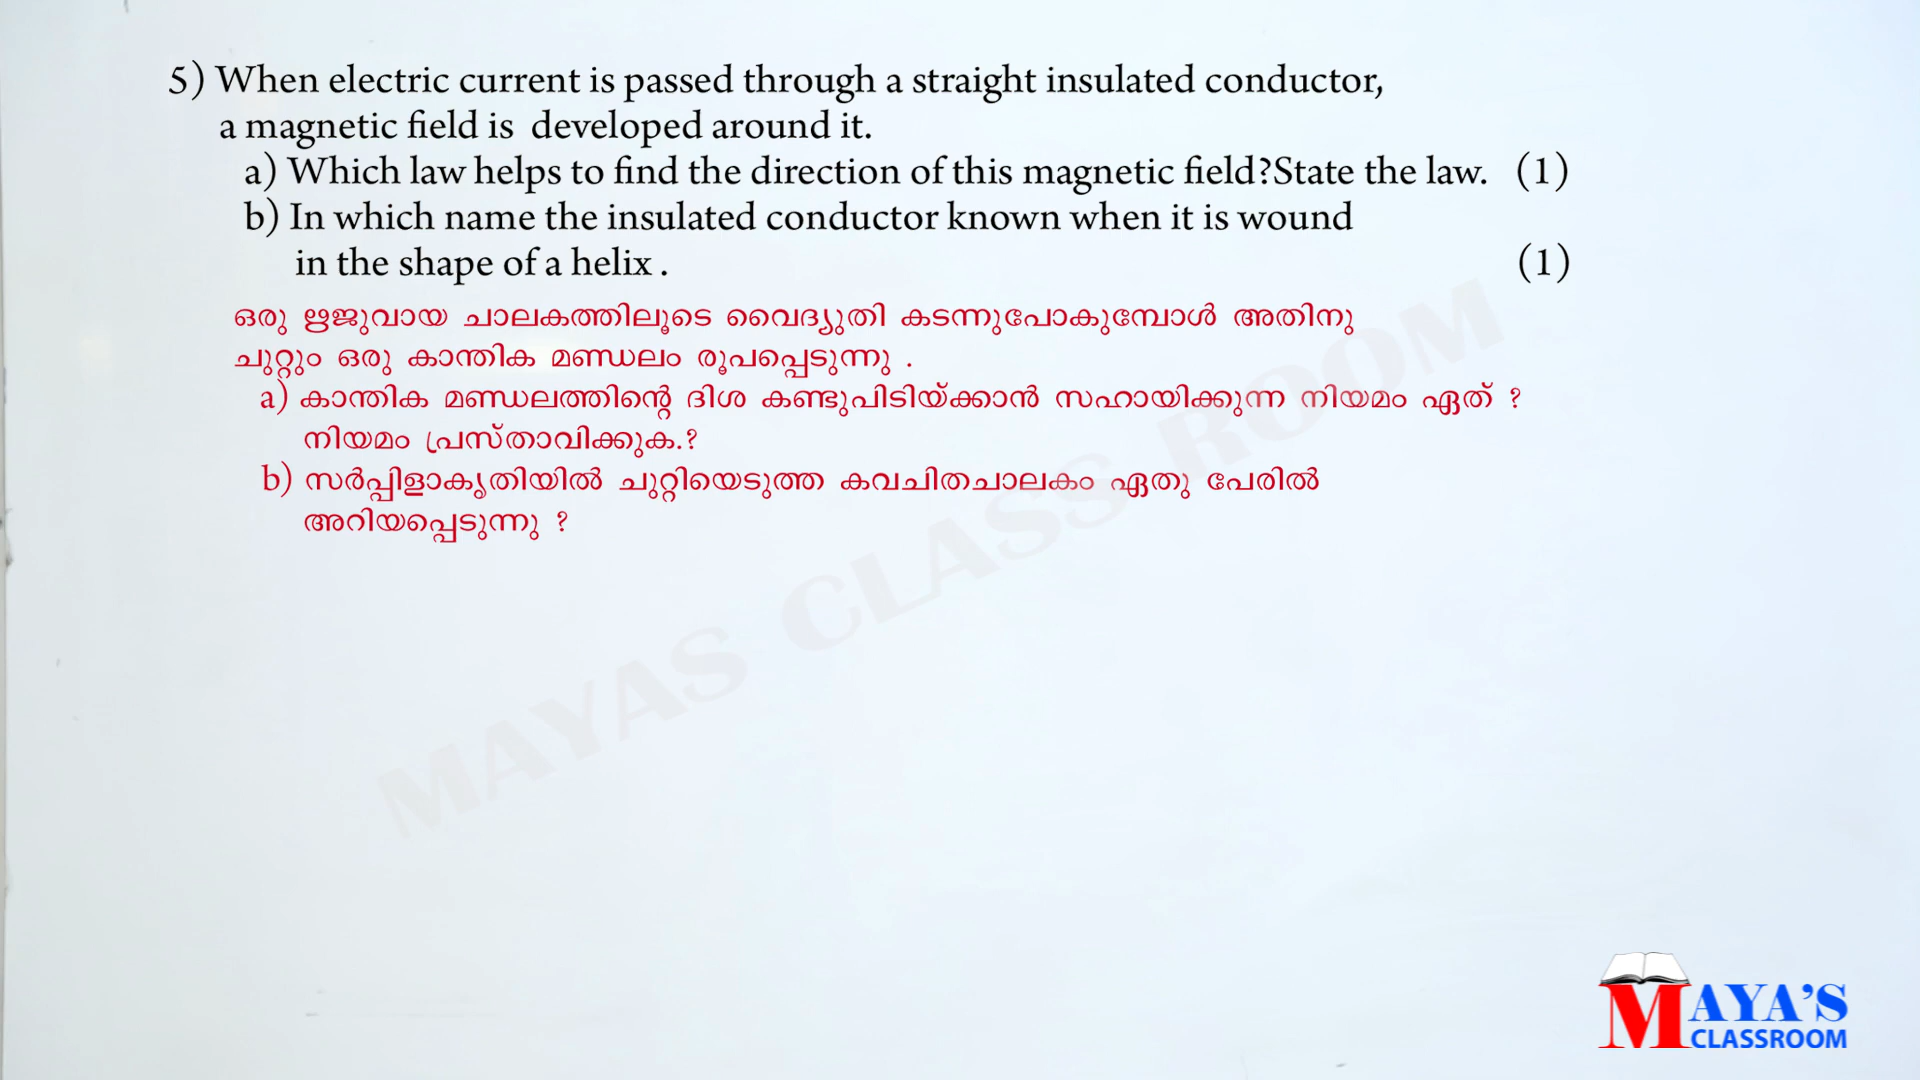 5) When electric current is passed through a straight insulated conductor,
a magnetic field is developed around it.
a) Which law helps to find the direction of this magnetic field?State the law. (1)
b) In which name the insulated conductor known when it is wound
in the shape of a helix . (1)
ഒരു ഋജുവായ ചാലകത്തിലൂടെ വൈദ്യുതി കടന്നുപോകുമ്പോൾ അതിനു
ചുറ്റും ഒരു കാന്തിക മണ്ഡലം രൂപപ്പെടുന്നു .
a) കാന്തിക മണ്ഡലത്തിന്റെ ദിശ കണ്ടുപിടിയ്ക്കാൻ സഹായിക്കുന്ന നിയമം ഏത് ?
നിയമം പ്രസ്താവിക്കുക.?
b) സർപ്പിളാകൃതിയിൽ ചുറ്റിയെടുത്ത കവചിതചാലകം ഏതു പേരിൽ
അറിയപ്പെടുന്നു ?
MAYAS CLASS ROOM
MAYA'S
CLASSROOM